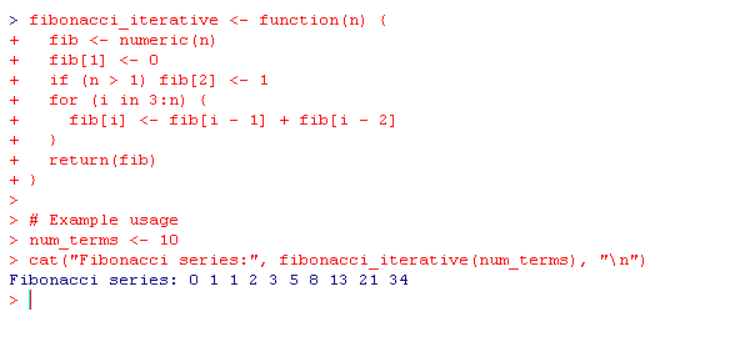 > fibonacci_iterative <- function(n) {
+   fib <- numeric(n)
+   fib[1] <- 0
+   if (n > 1) fib[2] <- 1
+   for (i in 3:n) {
+     fib[i] <- fib[i - 1] + fib[i - 2]
+   }
+   return(fib)
+ }
>
> # Example usage
> num_terms <- 10
> cat("Fibonacci series:", fibonacci_iterative(num_terms), "\n")
Fibonacci series: 0 1 1 2 3 5 8 13 21 34
>